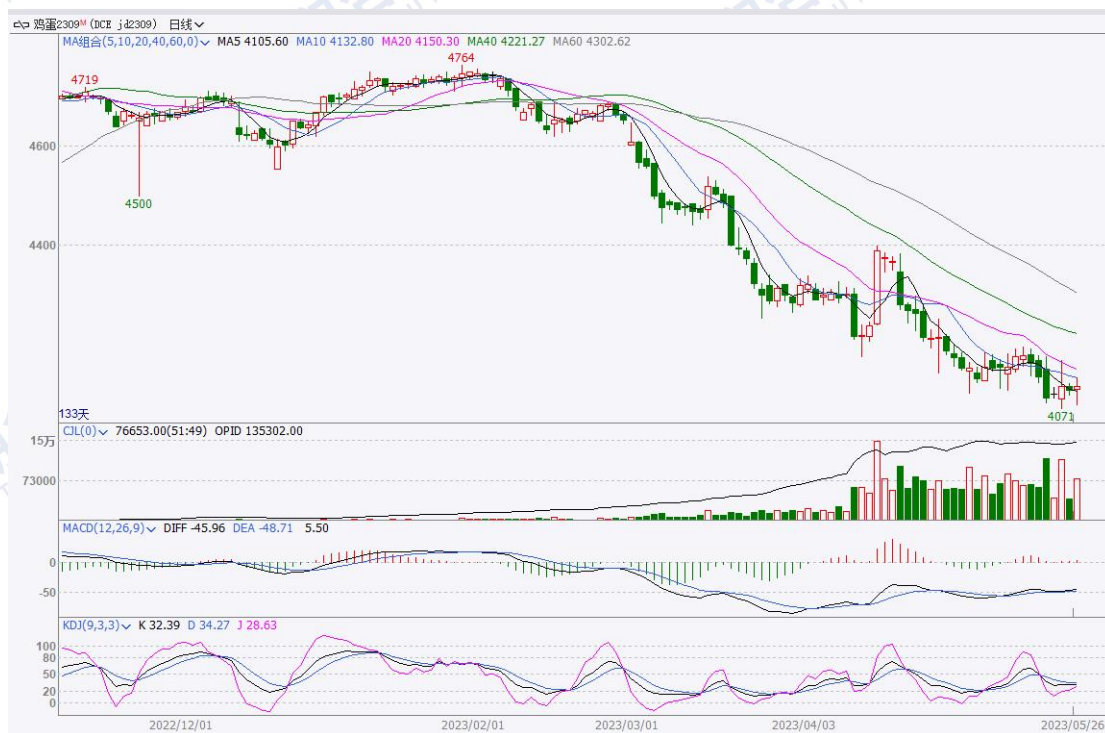 鸡蛋2309ᴹ (DCE jd2309) 日线
MA组合(5,10,20,40,60,0) MA5 4105.60 MA10 4132.80 MA20 4150.30 MA40 4221.27 MA60 4302.62
4764
4719
4600
4500
4400
133天
4071
CJL(0) 76653.00(51:49) OPID 135302.00
15万
73000
MACD(12,26,9) DIFF -45.96 DEA -48.71 5.50
0
-50
KDJ(9,3,3) K 32.39 D 34.27 J 28.63
100
80
50
20
0
2022/12/01 2023/02/01 2023/03/01 2023/04/03 2023/05/26